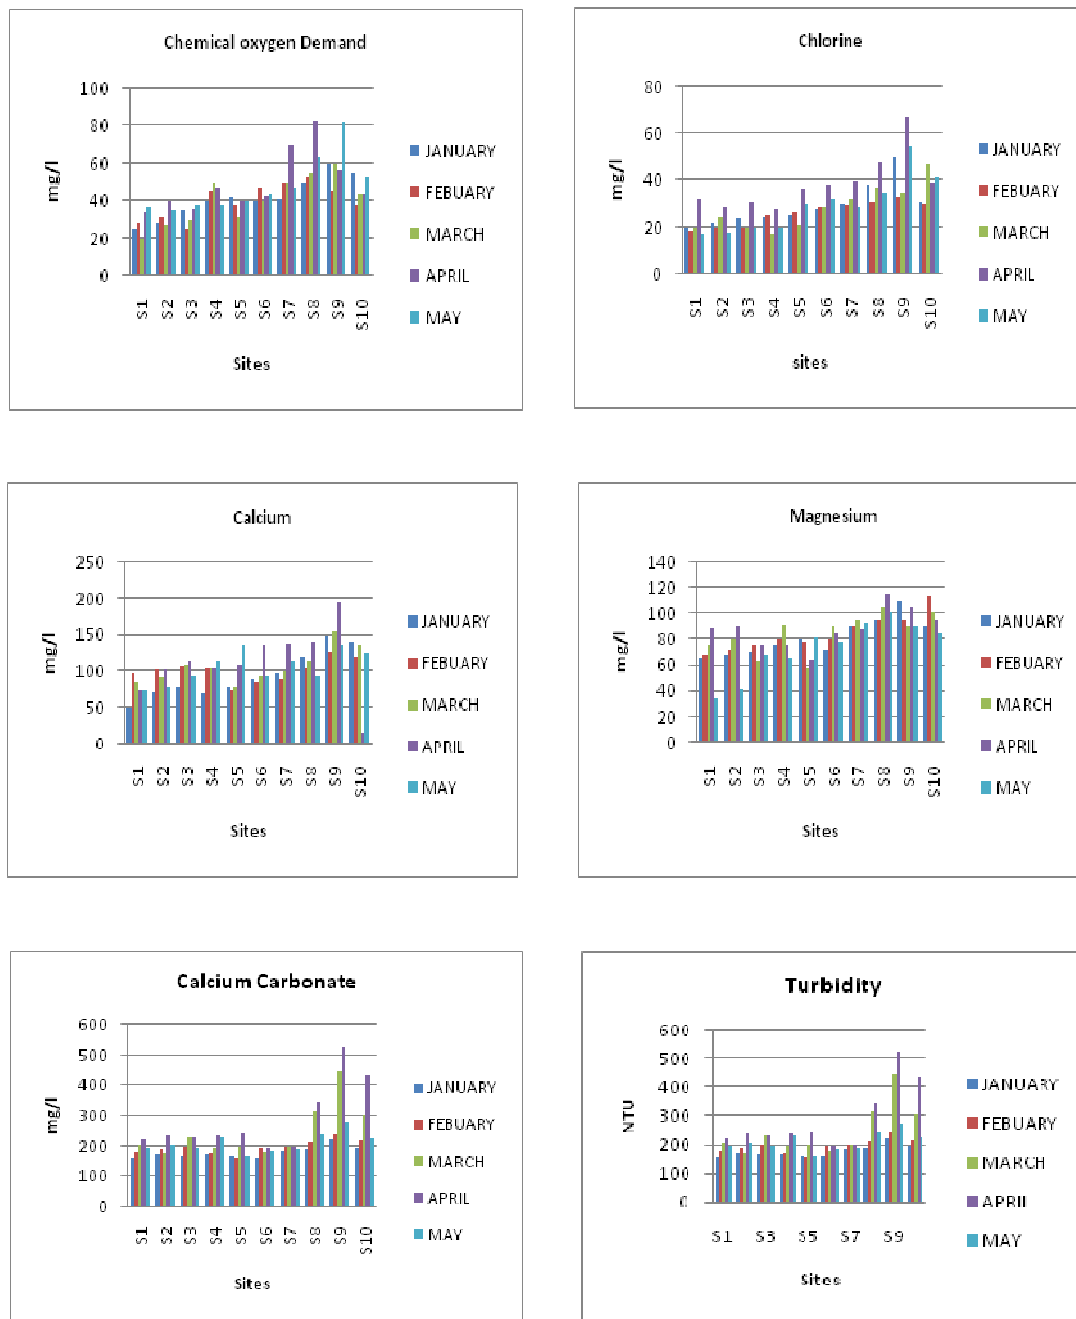 Chemical oxygen Demand
100
80
60
40
20
0
mg/l
S1 S2 S3 S4 S5 S6 S7 S8 S9 S10
Sites
JANUARY
FEBUARY
MARCH
APRIL
MAY
Chlorine
80
60
40
20
0
mg/l
S1 S2 S3 S4 S5 S6 S7 S8 S9 S10
sites
JANUARY
FEBUARY
MARCH
APRIL
MAY
Calcium
250
200
150
100
50
0
mg/l
S1 S2 S3 S4 S5 S6 S7 S8 S9 S10
Sites
JANUARY
FEBUARY
MARCH
APRIL
MAY
Magnesium
140
120
100
80
60
40
20
0
mg/l
S1 S2 S3 S4 S5 S6 S7 S8 S9 S10
Sites
JANUARY
FEBUARY
MARCH
APRIL
MAY
Calcium Carbonate
600
500
400
300
200
100
0
mg/l
S1 S2 S3 S4 S5 S6 S7 S8 S9 S10
Sites
JANUARY
FEBUARY
MARCH
APRIL
MAY
Turbidity
600
500
400
300
200
100
0
NTU
S1 S3 S5 S7 S9
Sites
JANUARY
FEBUARY
MARCH
APRIL
MAY